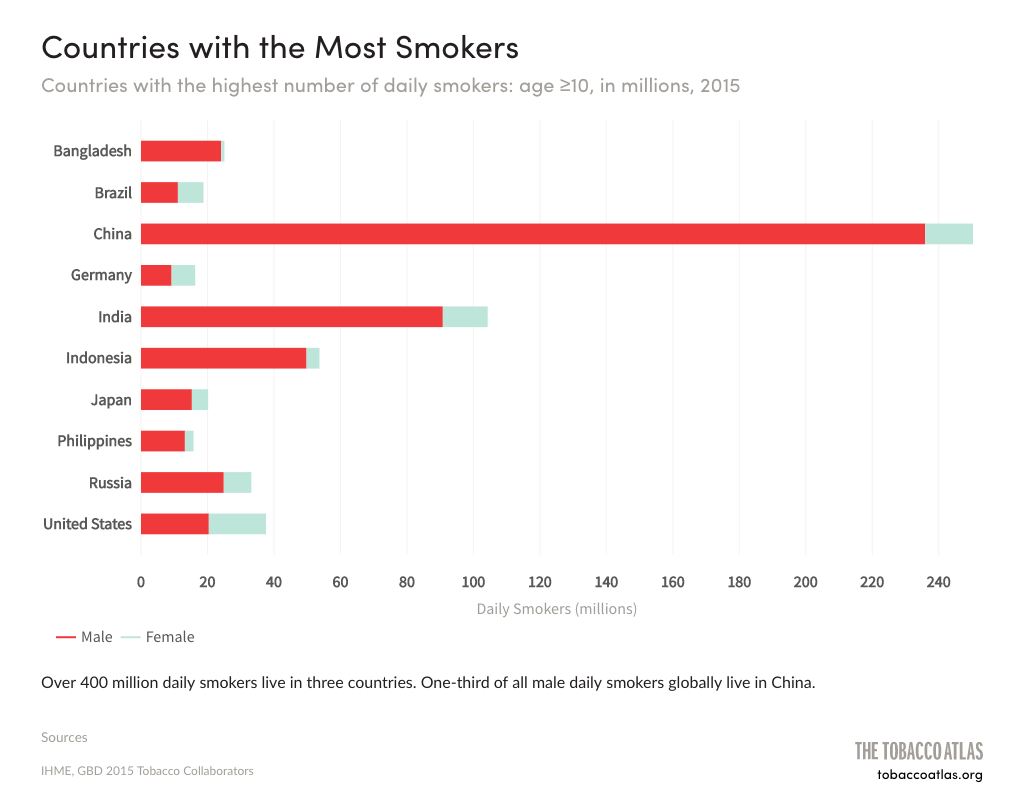 Countries with the Most Smokers
Countries with the highest number of daily smokers: age ≥10, in millions, 2015
Bangladesh
Brazil
China
Germany
India
Indonesia
Japan
Philippines
Russia
United States
0 20 40 60 80 100 120 140 160 180 200 220 240
Daily Smokers (millions)
Male Female
Over 400 million daily smokers live in three countries. One-third of all male daily smokers globally live in China.
Sources
IHME, GBD 2015 Tobacco Collaborators
THE TOBACCO ATLAS
tobaccoatlas.org